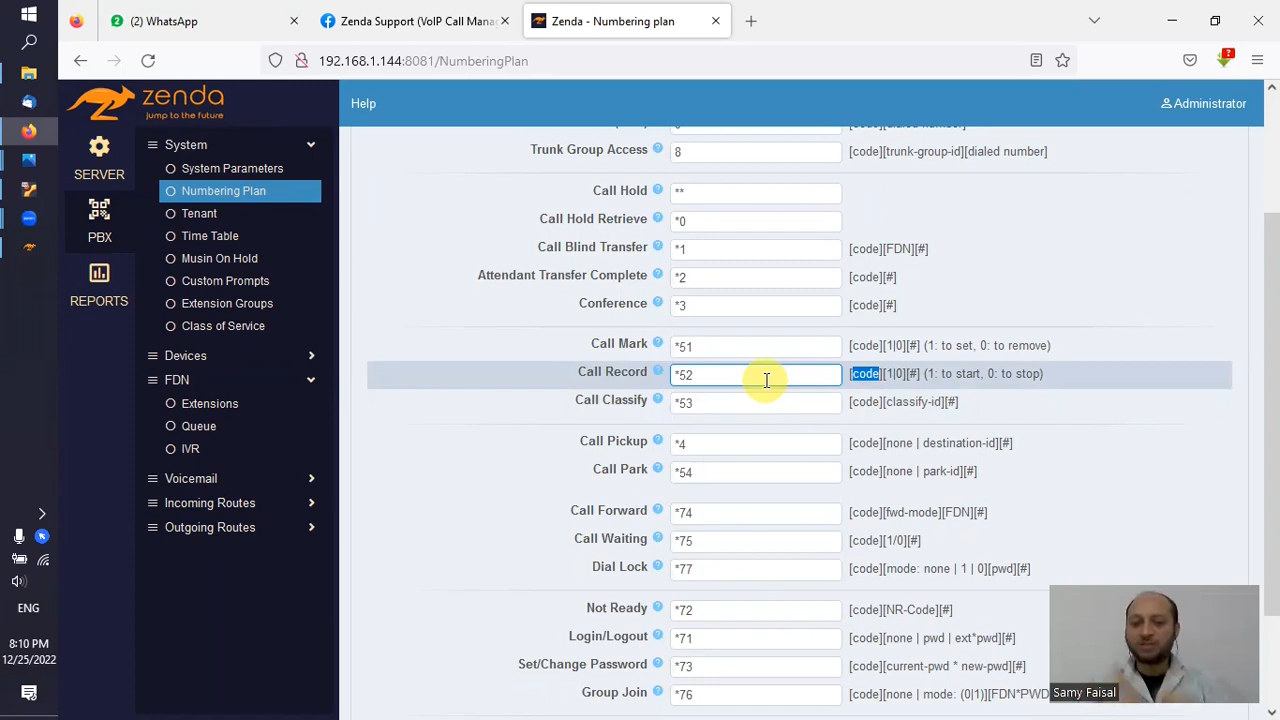 (2) WhatsApp
Zenda Support (VoIP Call Mana
Zenda - Numbering plan
192.168.1.144:8081/NumberingPlan
zenda
jump to the future
Help
Administrator
SERVER
PBX
REPORTS
System
System Parameters
Numbering Plan
Tenant
Time Table
Musin On Hold
Custom Prompts
Extension Groups
Class of Service
Devices
FDN
Extensions
Queue
IVR
Voicemail
Incoming Routes
Outgoing Routes
Trunk Group Access 8 [code][trunk-group-id][dialed number]
Call Hold **
Call Hold Retrieve *0
Call Blind Transfer *1 [code][FDN][#]
Attendant Transfer Complete *2 [code][#]
Conference *3 [code][#]
Call Mark *51 [code][1|0][#] (1: to set, 0: to remove)
Call Record *52 [code][1|0][#] (1: to start, 0: to stop)
Call Classify *53 [code][classify-id][#]
Call Pickup *4 [code][none | destination-id][#]
Call Park *54 [code][none | park-id][#]
Call Forward *74 [code][fwd-mode][FDN][#]
Call Waiting *75 [code][1/0][#]
Dial Lock *77 [code][mode: none | 1 | 0][pwd][#]
Not Ready *72 [code][NR-Code][#]
Login/Logout *71 [code][none | pwd | ext*pwd][#]
Set/Change Password *73 [code][current-pwd * new-pwd][#]
Group Join *76 [code][none | mode: (0|1)][FDN*PWD
Samy Faisal
ENG
8:10 PM
12/25/2022